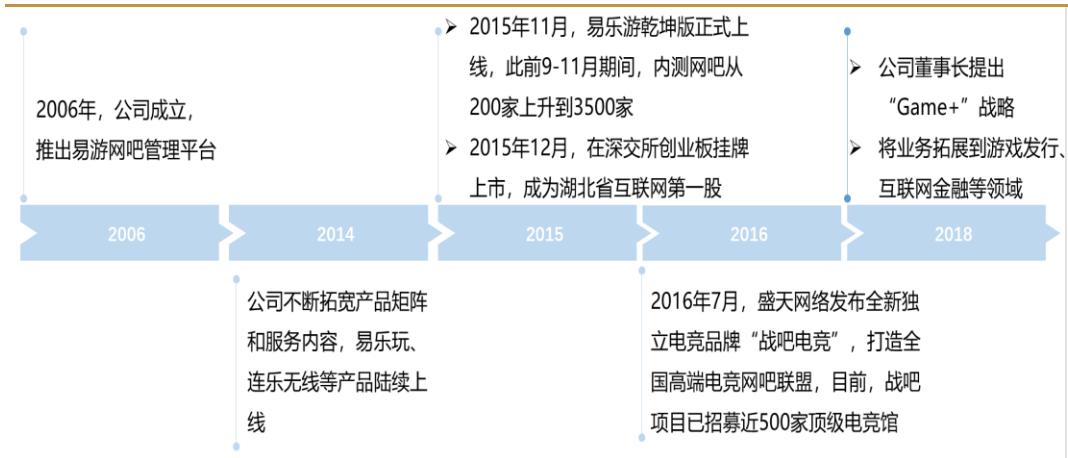 2006年，公司成立，
推出易游网吧管理平台
2015年11月，易乐游乾坤版正式上
线，此前9-11月期间，内测网吧从
200家上升到3500家
2015年12月，在深交所创业板挂牌
上市，成为湖北省互联网第一股
公司董事长提出
“Game+”战略
将业务拓展到游戏发行、
互联网金融等领域
2006
2014
2015
2016
2018
公司不断拓宽产品矩阵
和服务内容，易乐玩、
连乐无线等产品陆续上
线
2016年7月，盛天网络发布全新独
立电竞品牌“战吧电竞”，打造全
国高端电竞网吧联盟，目前，战吧
项目已招募近500家顶级电竞馆